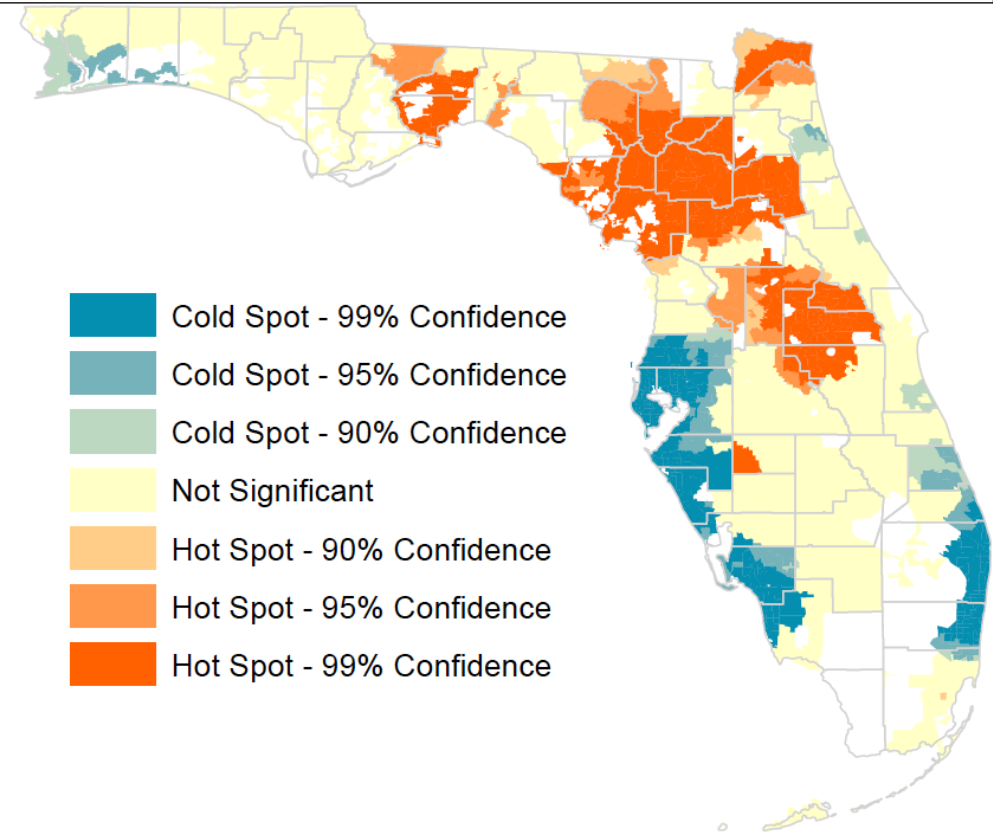 Cold Spot - 99% Confidence
Cold Spot - 95% Confidence
Cold Spot - 90% Confidence
Not Significant
Hot Spot - 90% Confidence
Hot Spot - 95% Confidence
Hot Spot - 99% Confidence